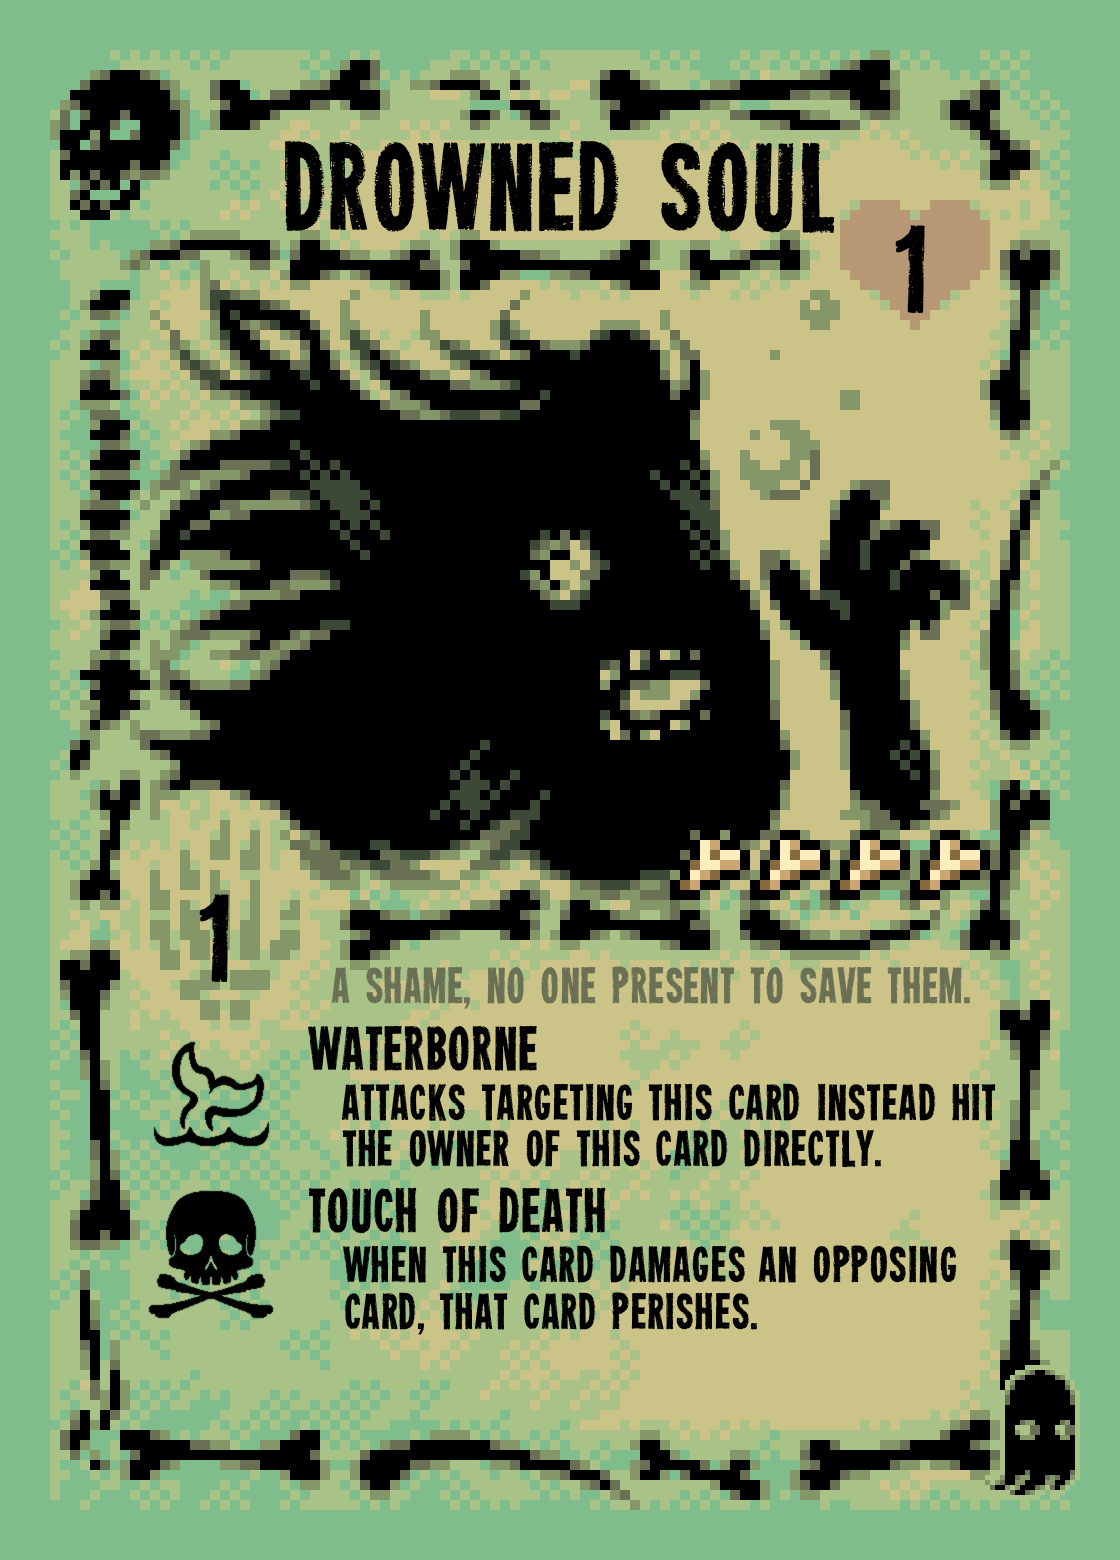 DROWNED SOUL
1
1
A SHAME, NO ONE PRESENT TO SAVE THEM.
WATERBORNE
ATTACKS TARGETING THIS CARD INSTEAD HIT
THE OWNER OF THIS CARD DIRECTLY.
TOUCH OF DEATH
WHEN THIS CARD DAMAGES AN OPPOSING
CARD, THAT CARD PERISHES.